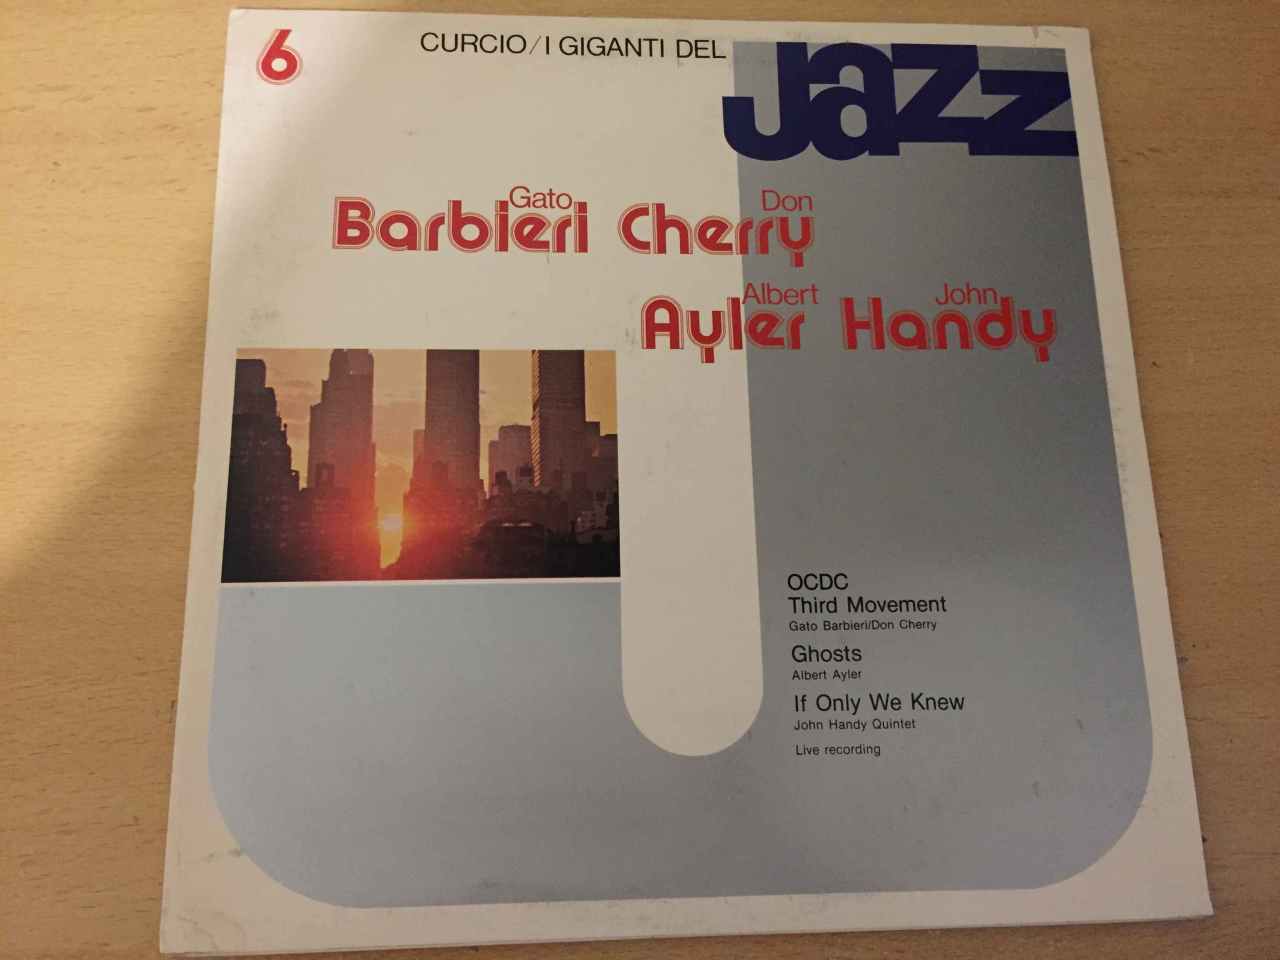 6
CURCIO/I GIGANTI DEL
Jazz
Gato
Barbieri
Don
Cherry
Albert
Ayler
John
Handy
OCDC
Third Movement
Gato Barbieri/Don Cherry
Ghosts
Albert Ayler
If Only We Knew
John Handy Quintet
Live recording